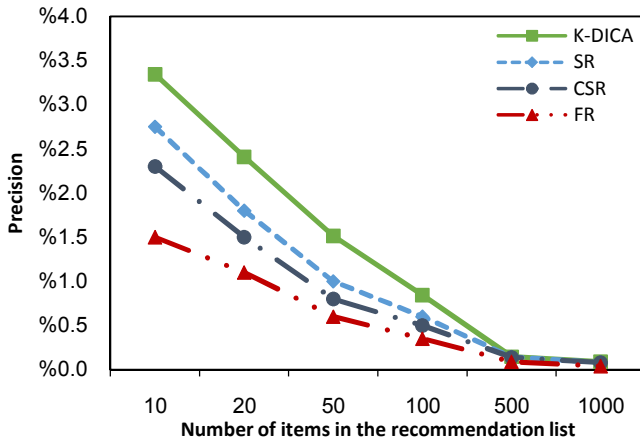 %4.0
%3.5
%3.0
%2.5
%2.0
%1.5
%1.0
%0.5
%0.0
Precision
K-DICA
SR
CSR
FR
10 20 50 100 500 1000
Number of items in the recommendation list